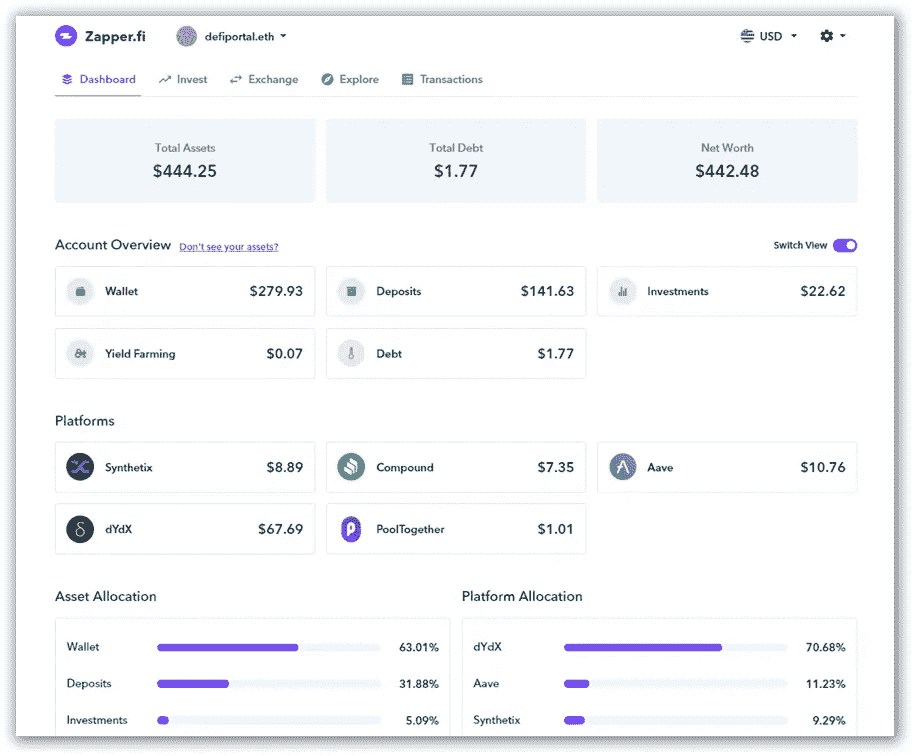 Zapper.fi defiportal.eth USD
Dashboard Invest Exchange Explore Transactions
Total Assets Total Debt Net Worth
$444.25 $1.77 $442.48
Account Overview Don't see your assets? Switch View
Wallet $279.93 Deposits $141.63 Investments $22.62
Yield Farming $0.07 Debt $1.77
Platforms
Synthetix $8.89 Compound $7.35 Aave $10.76
dYdX $67.69 PoolTogether $1.01
Asset Allocation Platform Allocation
Wallet 63.01% dYdX 70.68%
Deposits 31.88% Aave 11.23%
Investments 5.09% Synthetix 9.29%